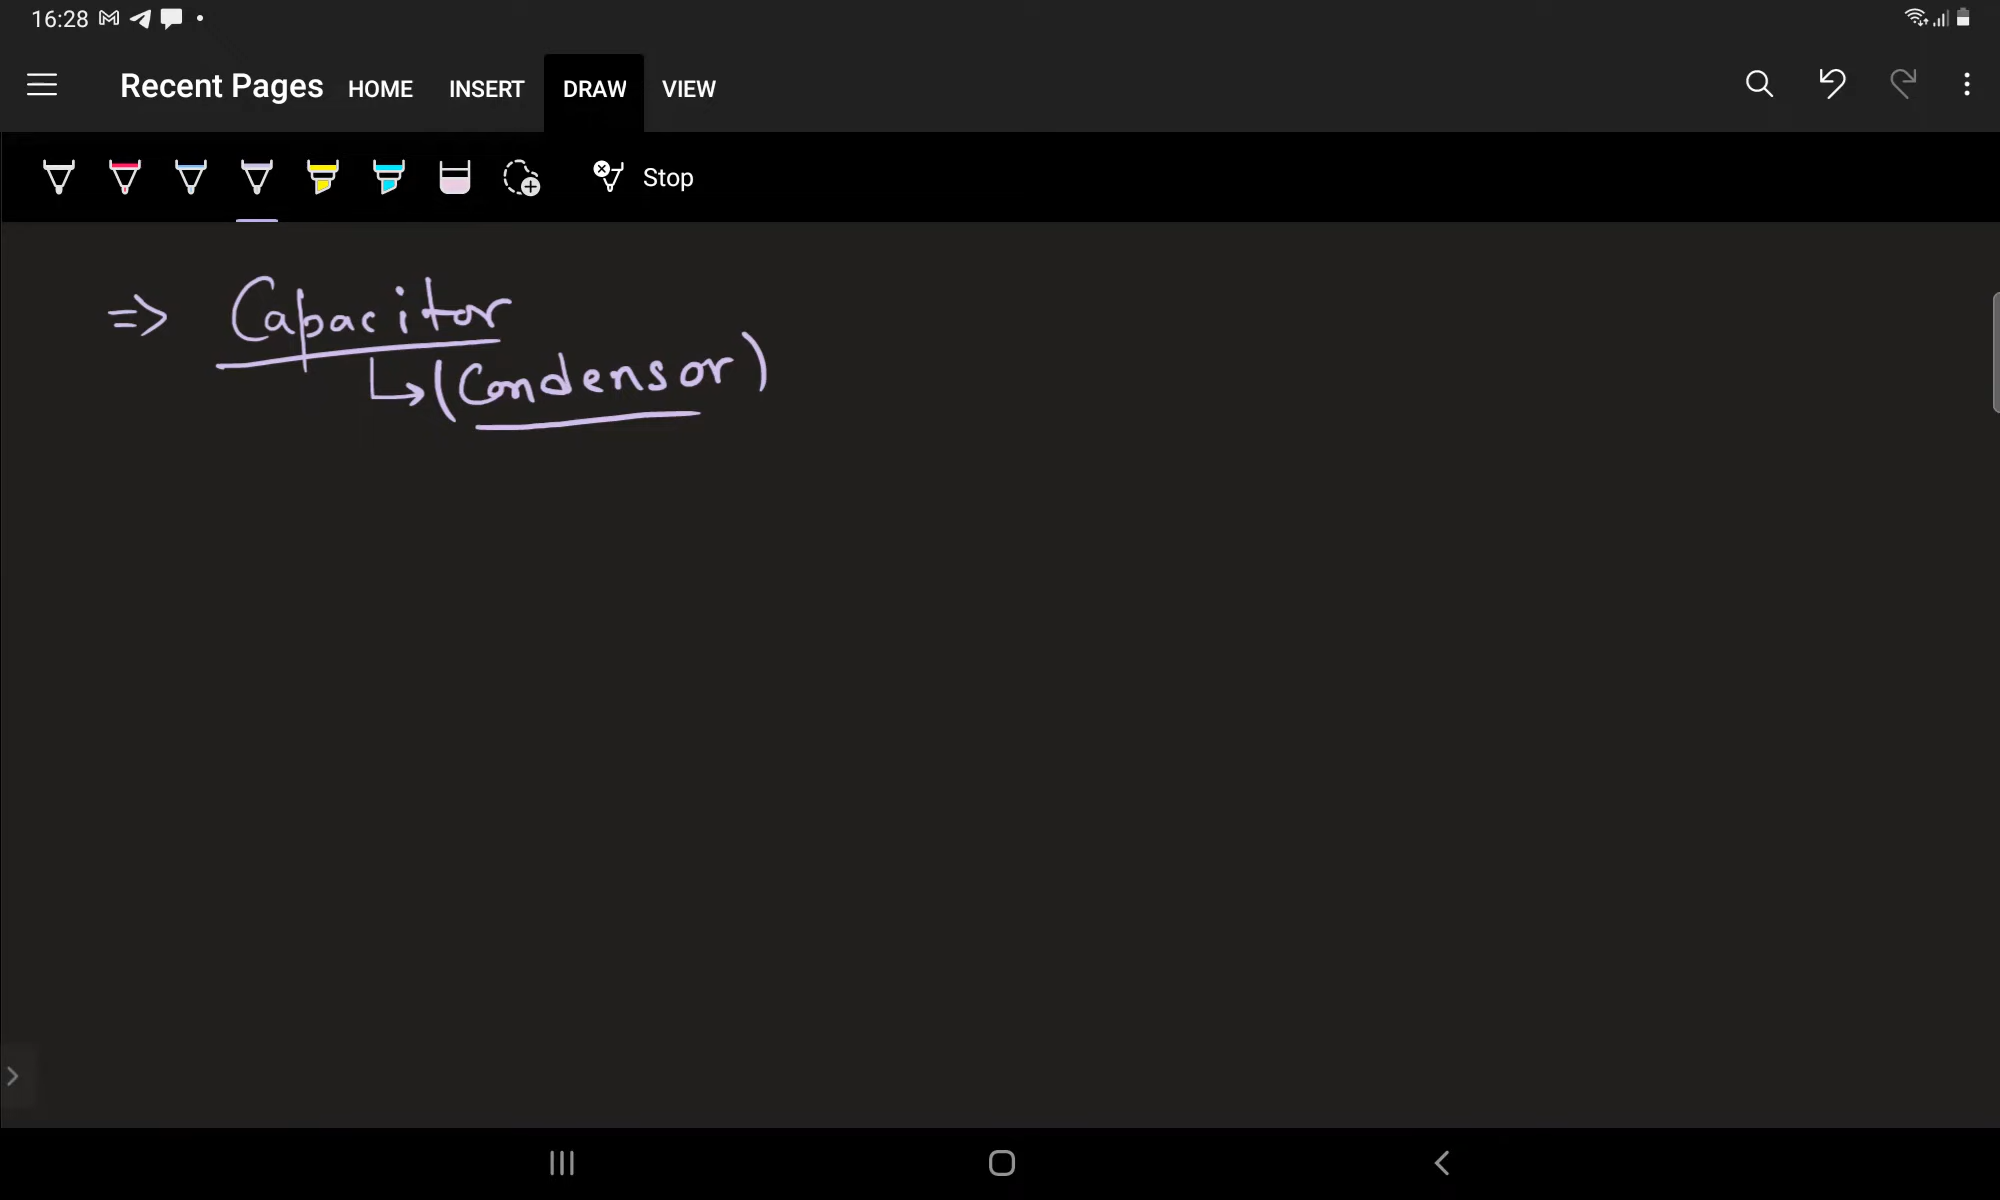 16:28
Recent Pages HOME INSERT DRAW VIEW
Stop
=> Capacitor
↳(Condensor)